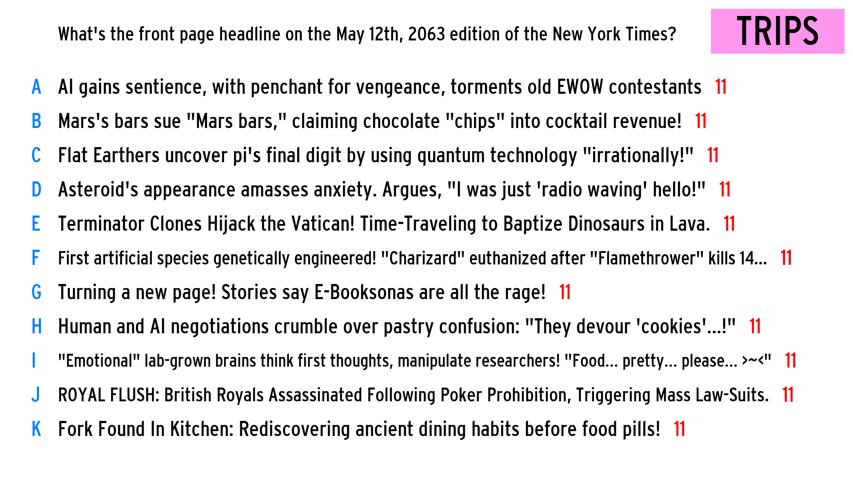 What's the front page headline on the May 12th, 2063 edition of the New York Times?
TRIPS
A AI gains sentience, with penchant for vengeance, torments old EWOW contestants 11
B Mars's bars sue "Mars bars," claiming chocolate "chips" into cocktail revenue! 11
C Flat Earthers uncover pi's final digit by using quantum technology "irrationally!" 11
D Asteroid's appearance amasses anxiety. Argues, "I was just 'radio waving' hello!" 11
E Terminator Clones Hijack the Vatican! Time-Traveling to Baptize Dinosaurs in Lava. 11
F First artificial species genetically engineered! "Charizard" euthanized after "Flamethrower" kills 14... 11
G Turning a new page! Stories say E-Booksonas are all the rage! 11
H Human and AI negotiations crumble over pastry confusion: "They devour 'cookies'...!" 11
I "Emotional" lab-grown brains think first thoughts, manipulate researchers! "Food... pretty... please... >~<" 11
J ROYAL FLUSH: British Royals Assassinated Following Poker Prohibition, Triggering Mass Law-Suits. 11
K Fork Found In Kitchen: Rediscovering ancient dining habits before food pills! 11